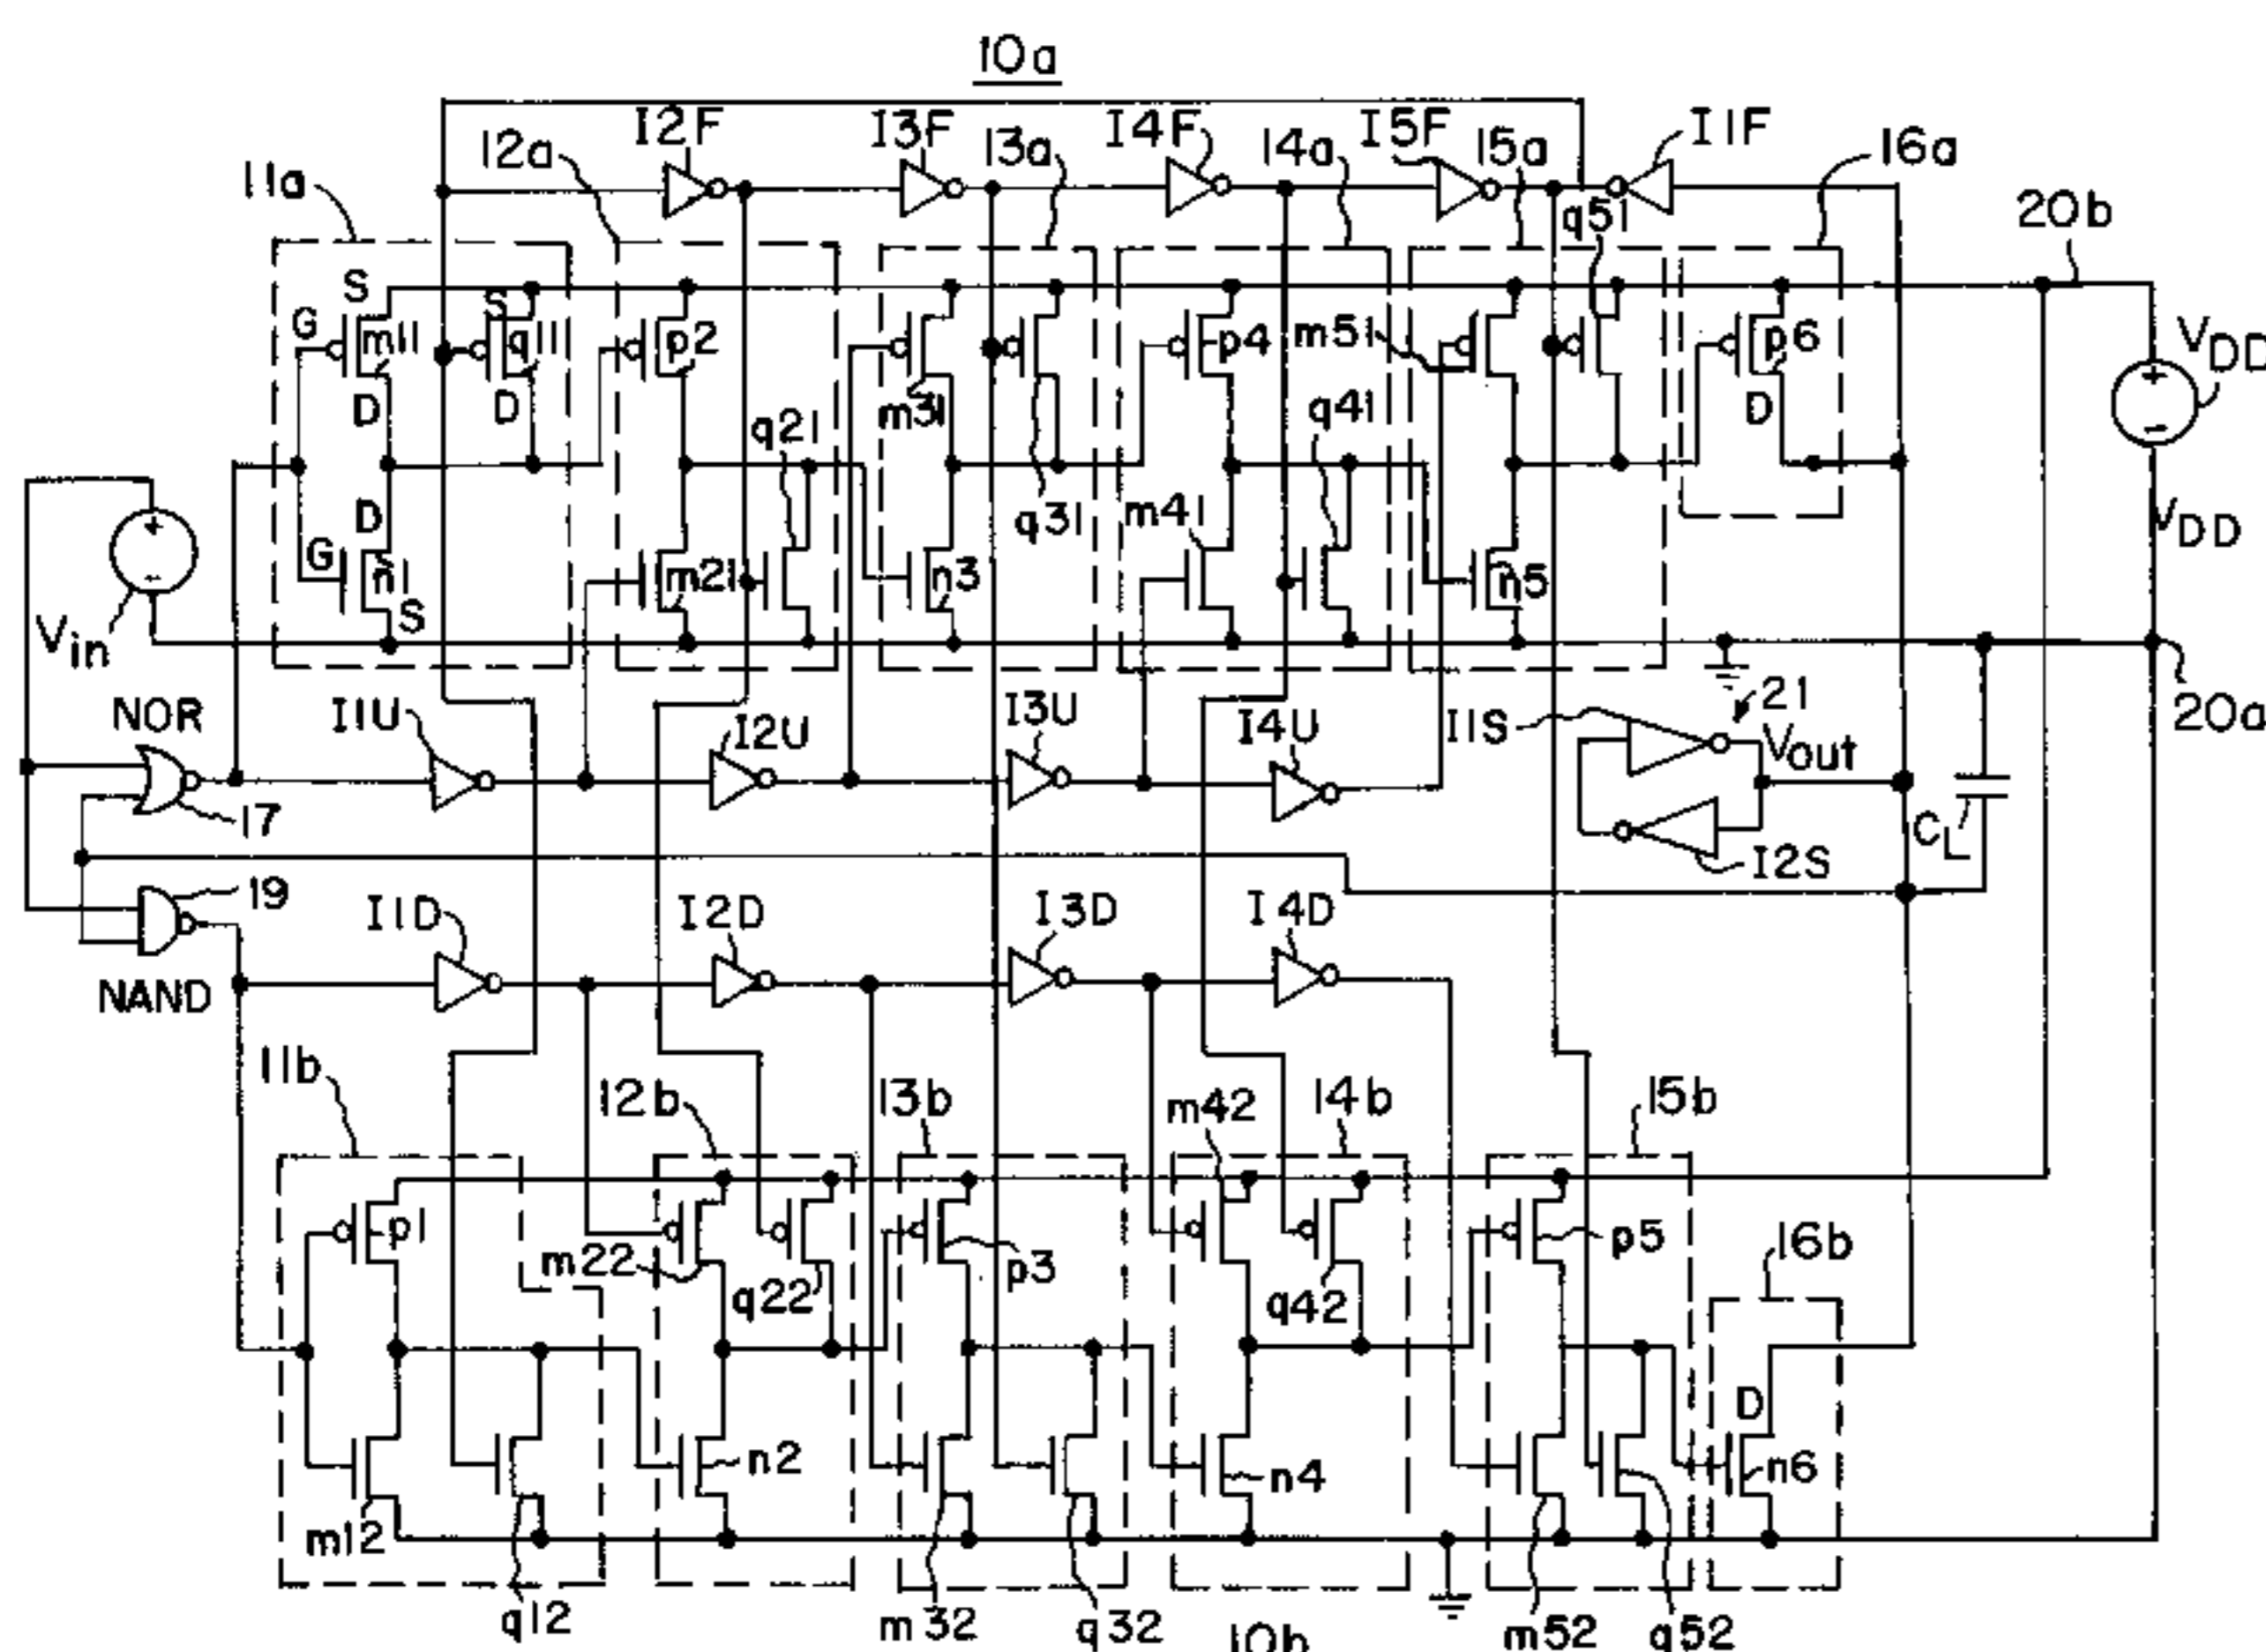 10a
I2F
I3F
I4F
I5F
I1F
11a
12a
13a
14a
15a
16a
20b
q51
S
S
G
m11
q11
p2
p4
m51
p6
VDD
D
D
m31
D
q21
q41
q31
m41
D
G
n1
S
m21
n3
n5
VDD
Vin
NOR
I1U
I2U
I3U
I4U
I1S
21
Vout
20a
17
CL
I2S
19
I1D
I2D
I3D
I4D
NAND
11b
12b
13b
m42
14b
15b
p1
m22
q22
p3
q42
p5
16b
D
n2
n4
n6
m12
q12
m32
q32
10b
m52
q52